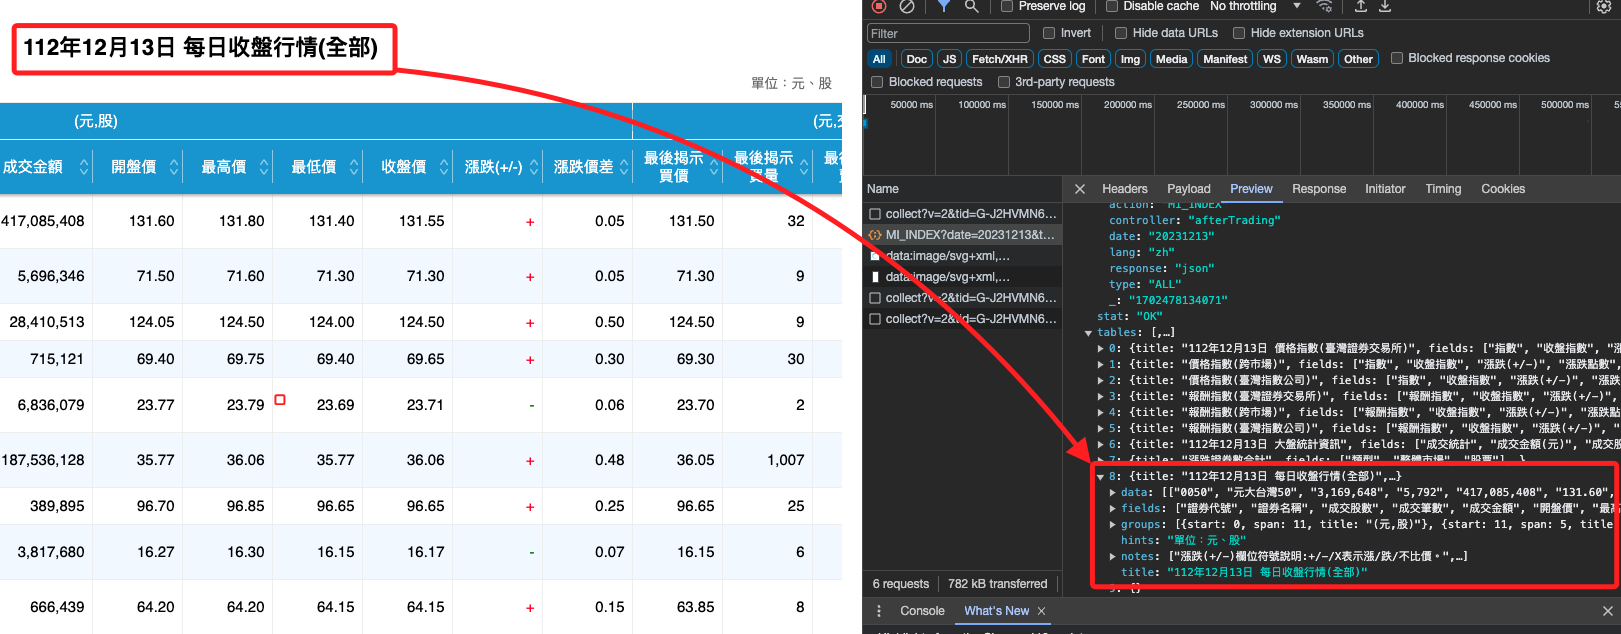 112年12月13日 每日收盤行情(全部)
單位：元、股
(元,股)
(元,交
成交金額 開盤價 最高價 最低價 收盤價 漲跌(+/-) 漲跌價差 最後揭示買價 最後揭示買量 最後
417,085,408 131.60 131.80 131.40 131.55 + 0.05 131.50 32
5,696,346 71.50 71.60 71.30 71.30 + 0.05 71.30 9
28,410,513 124.05 124.50 124.00 124.50 + 0.50 124.50 9
715,121 69.40 69.75 69.40 69.65 + 0.30 69.30 30
6,836,079 23.77 23.79 23.69 23.71 - 0.06 23.70 2
187,536,128 35.77 36.06 35.77 36.06 + 0.48 36.05 1,007
389,895 96.70 96.85 96.65 96.65 + 0.25 96.65 25
3,817,680 16.27 16.30 16.15 16.17 - 0.07 16.15 6
666,439 64.20 64.20 64.15 64.15 + 0.15 63.85 8
Preserve log Disable cache No throttling
Filter Invert Hide data URLs Hide extension URLs
All Doc JS Fetch/XHR CSS Font Img Media Manifest WS Wasm Other Blocked response cookies
Blocked requests 3rd-party requests
50000 ms 100000 ms 150000 ms 200000 ms 250000 ms 300000 ms 350000 ms 400000 ms 450000 ms 500000 ms
Name
collect?v=2&tid=G-J2HVMN6...
MI_INDEX?date=20231213&t...
data:image/svg+xml,...
data:image/svg+xml,...
collect?v=2&tid=G-J2HVMN6...
collect?v=2&tid=G-J2HVMN6...
6 requests 782 kB transferred
Headers Payload Preview Response Initiator Timing Cookies
action: "MI_INDEX"
controller: "afterTrading"
date: "20231213"
lang: "zh"
response: "json"
type: "ALL"
_: "1702478134071"
stat: "OK"
tables: [,…]
0: {title: "112年12月13日 價格指數(臺灣證券交易所)", fields: ["指數", "收盤指數", "漲
1: {title: "價格指數(跨市場)", fields: ["指數", "收盤指數", "漲跌(+/-)", "漲跌點數",
2: {title: "價格指數(臺灣指數公司)", fields: ["指數", "收盤指數", "漲跌(+/-)", "漲跌
3: {title: "報酬指數(臺灣證券交易所)", fields: ["報酬指數", "收盤指數", "漲跌(+/-)",
4: {title: "報酬指數(跨市場)", fields: ["報酬指數", "收盤指數", "漲跌(+/-)", "漲跌點
5: {title: "報酬指數(臺灣指數公司)", fields: ["報酬指數", "收盤指數", "漲跌(+/-)", "
6: {title: "112年12月13日 大盤統計資訊", fields: ["成交統計", "成交金額(元)", "成交股
7: {title: "漲跌證券數合計", fields: ["類型", "整體市場", "股票"],…}
8: {title: "112年12月13日 每日收盤行情(全部)",…}
data: [["0050", "元大台灣50", "3,169,648", "5,792", "417,085,408", "131.60",
fields: ["證券代號", "證券名稱", "成交股數", "成交筆數", "成交金額", "開盤價", "最高
groups: [{start: 0, span: 11, title: "(元,股)"}, {start: 11, span: 5, title:
hints: "單位：元、股"
notes: ["漲跌(+/-)欄位符號說明:+/-/X表示漲/跌/不比價。",…]
title: "112年12月13日 每日收盤行情(全部)"
9: {}
Console What's New